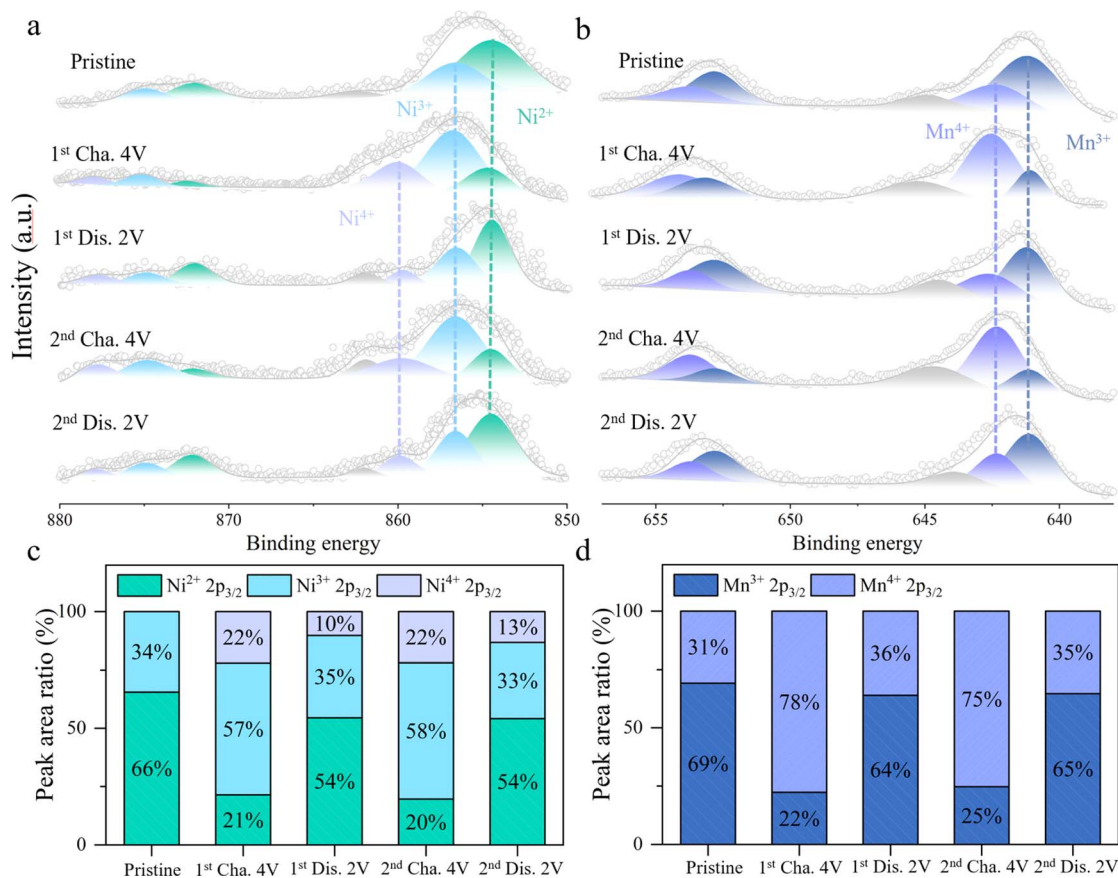 a
Pristine
Ni³⁺
Ni²⁺
1ˢᵗ Cha. 4V
Ni⁴⁺
1ˢᵗ Dis. 2V
2ⁿᵈ Cha. 4V
2ⁿᵈ Dis. 2V
Intensity (a.u.)
880 870 860 850
Binding energy
b
Pristine
Mn⁴⁺
Mn³⁺
1ˢᵗ Cha. 4V
1ˢᵗ Dis. 2V
2ⁿᵈ Cha. 4V
2ⁿᵈ Dis. 2V
655 650 645 640
Binding energy
c
Ni²⁺ 2p₃/₂ Ni³⁺ 2p₃/₂ Ni⁴⁺ 2p₃/₂
Peak area ratio (%)
100
50
0
34% 22% 10% 22% 13%
57% 35% 58% 33%
66% 21% 54% 20% 54%
Pristine 1ˢᵗ Cha. 4V 1ˢᵗ Dis. 2V 2ⁿᵈ Cha. 4V 2ⁿᵈ Dis. 2V
d
Mn³⁺ 2p₃/₂ Mn⁴⁺ 2p₃/₂
Peak area ratio (%)
100
50
0
31% 78% 36% 75% 35%
69% 22% 64% 25% 65%
Pristine 1ˢᵗ Cha. 4V 1ˢᵗ Dis. 2V 2ⁿᵈ Cha. 4V 2ⁿᵈ Dis. 2V